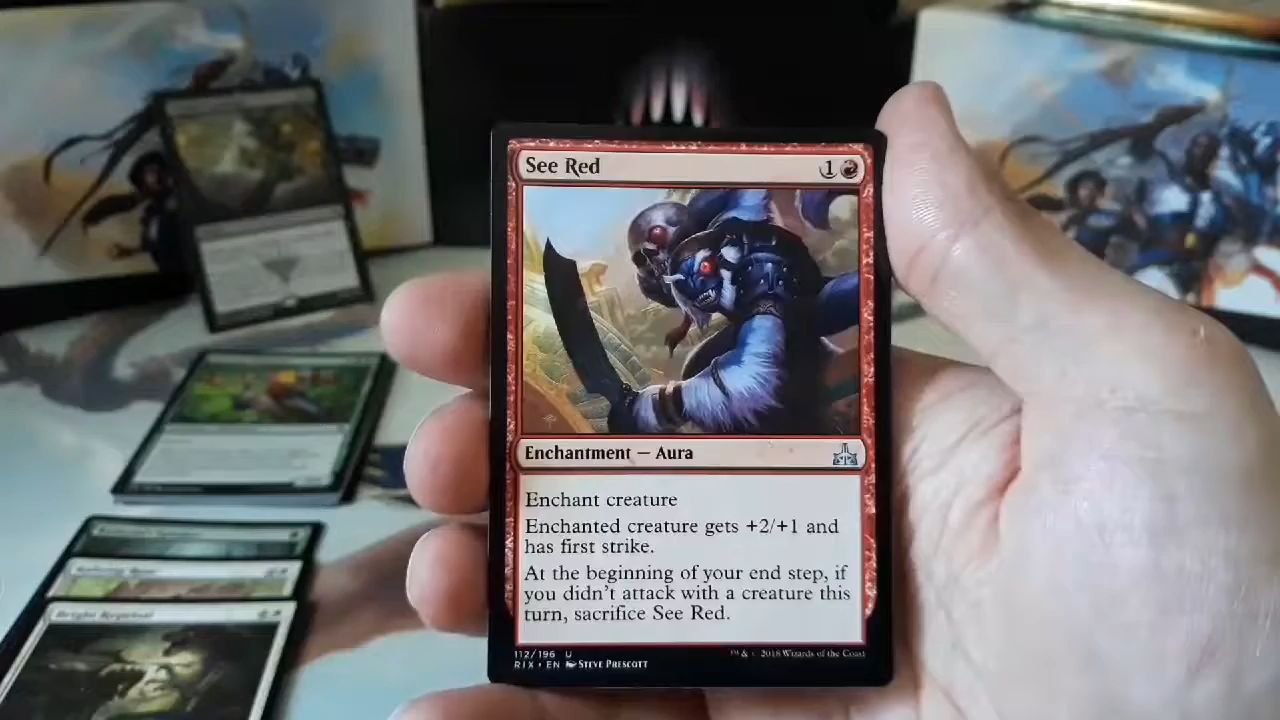 See Red 1
Enchantment — Aura
Enchant creature
Enchanted creature gets +2/+1 and
has first strike.
At the beginning of your end step, if
you didn't attack with a creature this
turn, sacrifice See Red.
112/196 U
RIX • EN Steve Prescott
™ & © 2018 Wizards of the Coast
Bright Reprisal